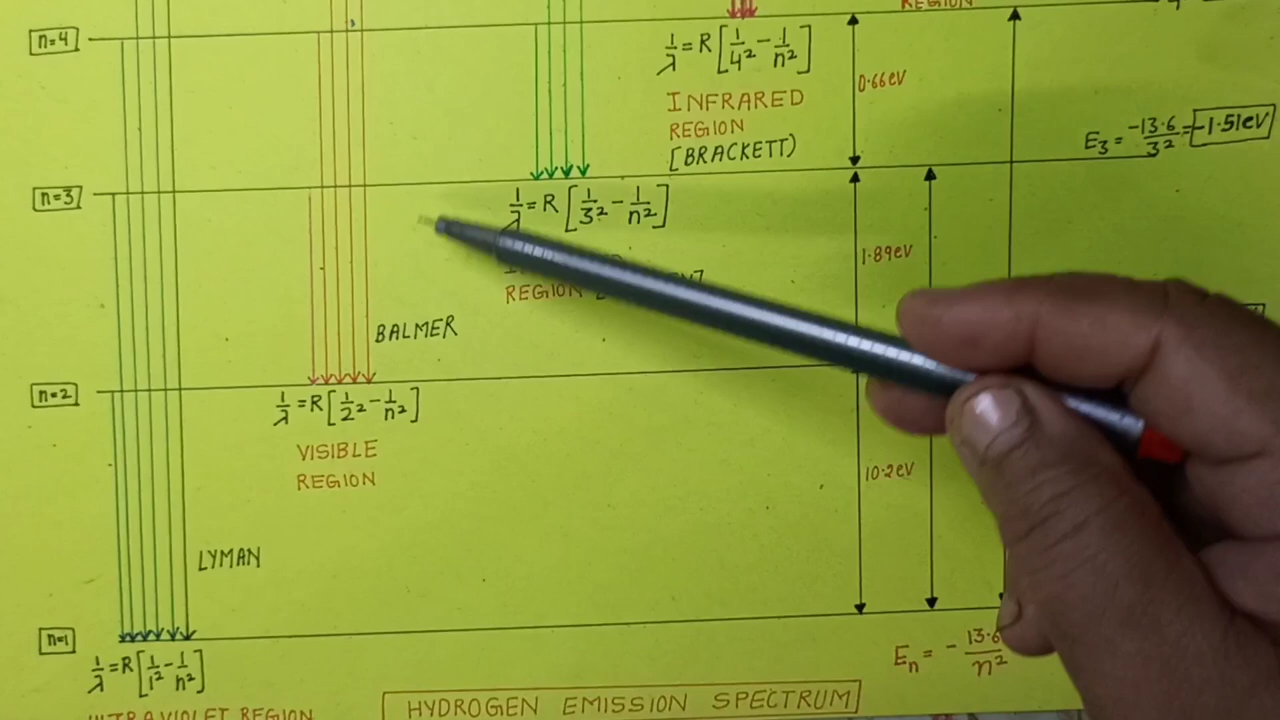 REGION
n=4
1/λ = R [1/4² - 1/n²]
0.66eV
INFRARED
REGION
[BRACKETT)
E₃ = -13.6/3² = -1.51eV
n=3
1/λ = R [1/3² - 1/n²]
1.89eV
REGION
BALMER
n=2
1/λ = R [1/2² - 1/n²]
VISIBLE
REGION
10.2eV
LYMAN
n=1
1/λ = R [1/1² - 1/n²]
Eₙ = - 13.6/n²
ULTRAVIOLET REGION
HYDROGEN EMISSION SPECTRUM